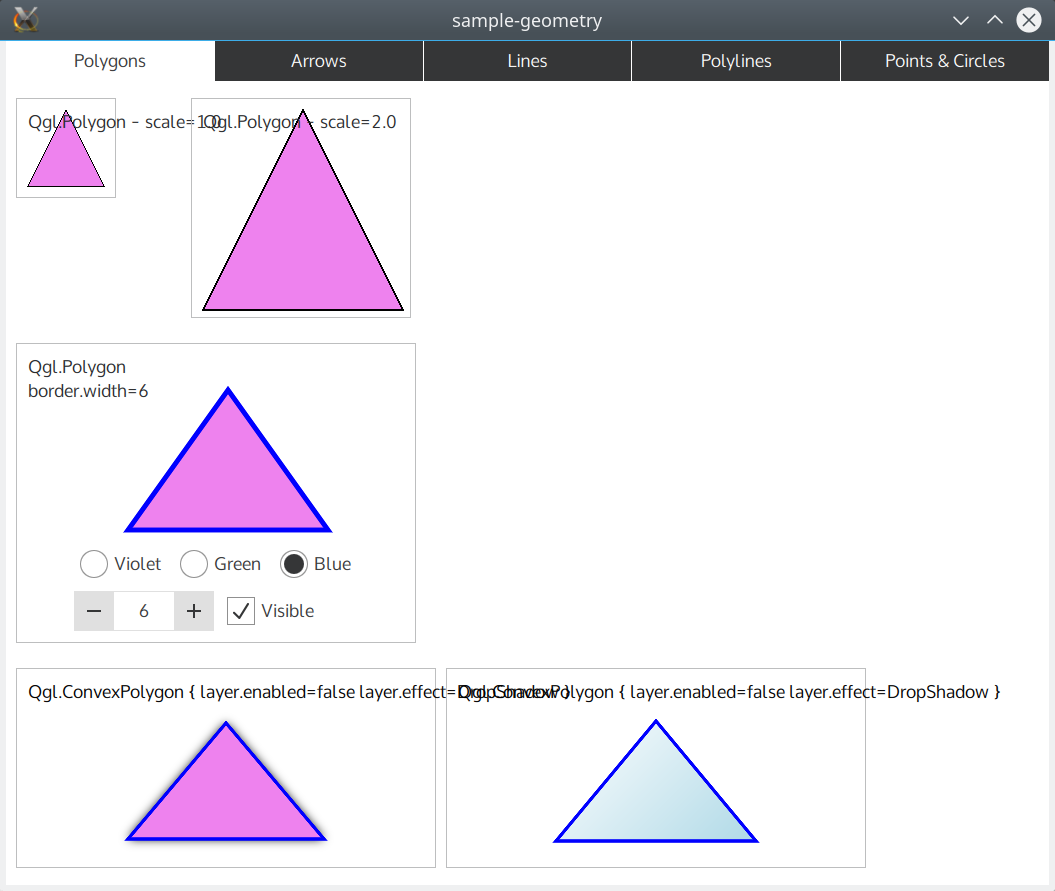 sample-geometry
Polygons
Arrows
Lines
Polylines
Points & Circles
Qgl.Polygon - scale=1.0
Qgl.Polygon - scale=2.0
Qgl.Polygon
border.width=6
Violet
Green
Blue
6
Visible
Qgl.ConvexPolygon { layer.enabled=false layer.effect=DropShadow }
Qgl.ConvexPolygon { layer.enabled=false layer.effect=DropShadow }